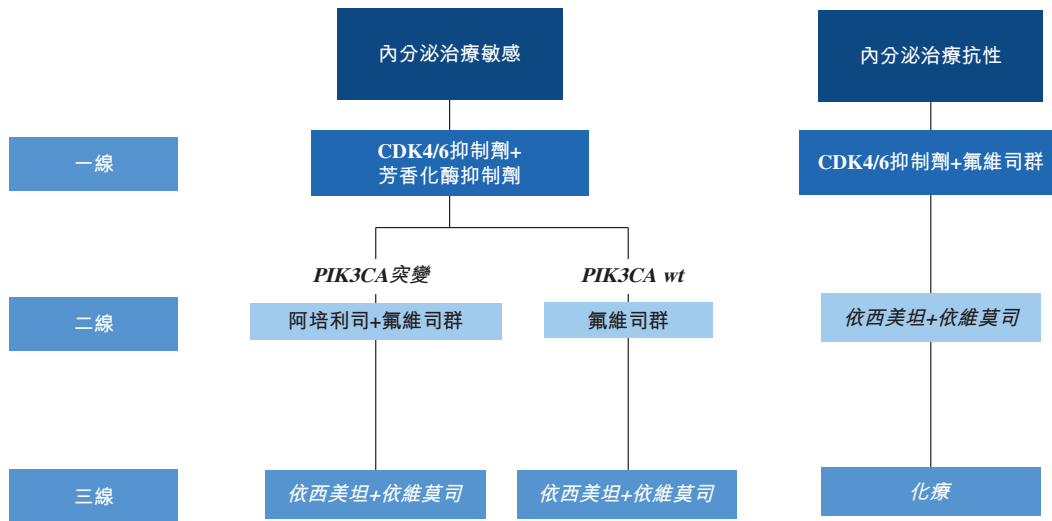 內分泌治療敏感
內分泌治療抗性
一線
CDK4/6抑制劑+
芳香化酶抑制劑
CDK4/6抑制劑+氟維司群
PIK3CA突變
PIK3CA wt
二線
阿培利司+氟維司群
氟維司群
依西美坦+依維莫司
三線
依西美坦+依維莫司
依西美坦+依維莫司
化療